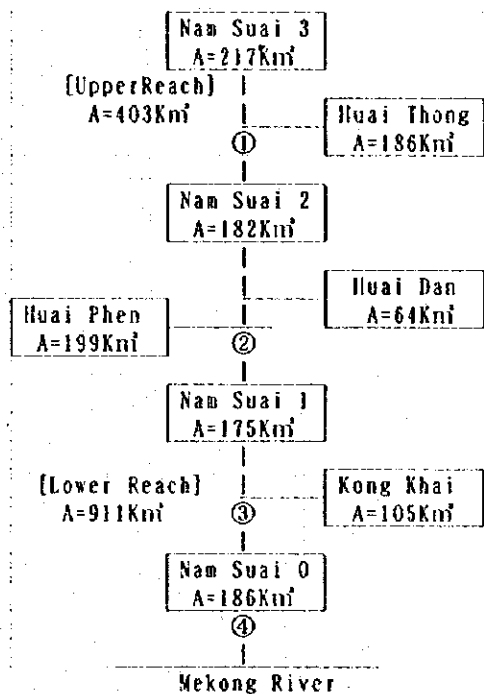 Nam Suai 3
A=217Km²
[UpperReach]
A=403Km²
Huai Thong
A=186Km²
①
Nam Suai 2
A=182Km²
Huai Dan
A=64Km²
Huai Phen
A=199Km²
②
Nam Suai 1
A=175Km²
[Lower Reach]
A=911Km²
Kong Khai
A=105Km²
③
Nam Suai 0
A=186Km²
④
Mekong River